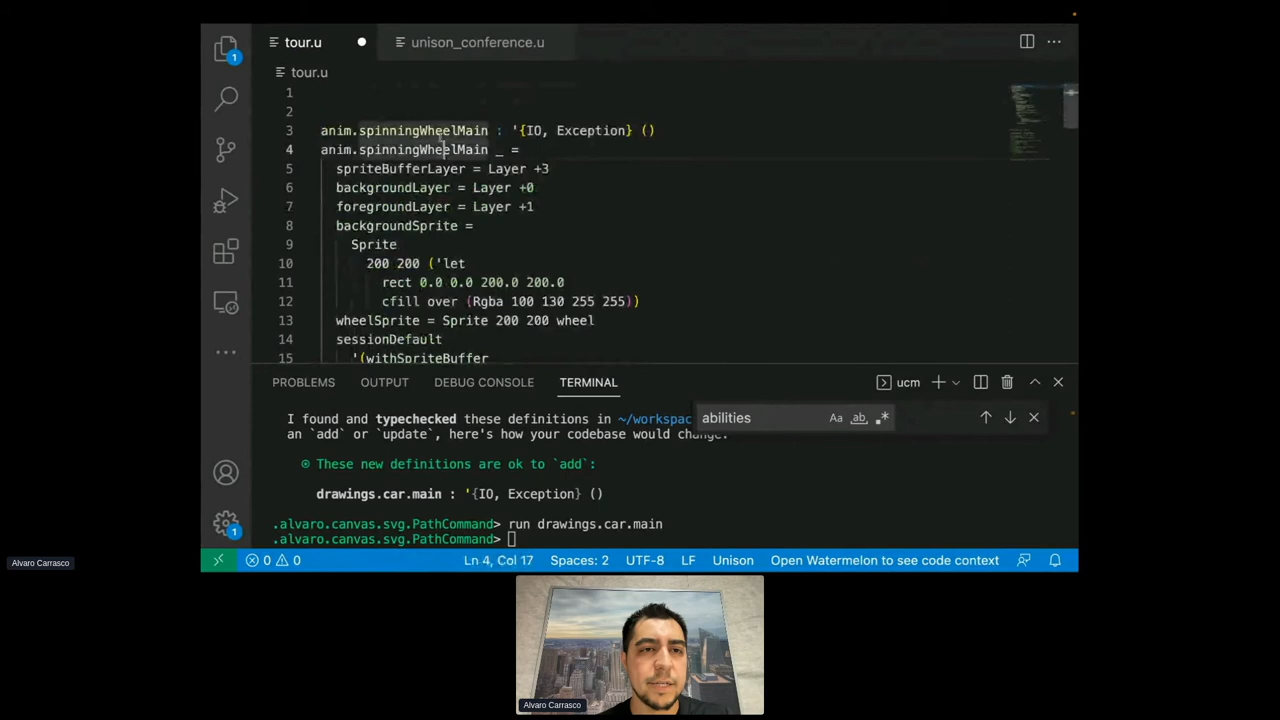 tour.u
unison_conference.u
1
tour.u
1
2
3 anim.spinningWheelMain : '{IO, Exception} ()
4 anim.spinningWheelMain _ =
5 spriteBufferLayer = Layer +3
6 backgroundLayer = Layer +0
7 foregroundLayer = Layer +1
8 backgroundSprite =
9 Sprite
10 200 200 ('let
11 rect 0.0 0.0 200.0 200.0
12 cfill over (Rgba 100 130 255 255))
13 wheelSprite = Sprite 200 200 wheel
14 sessionDefault
15 '(withSpriteBuffer
PROBLEMS OUTPUT DEBUG CONSOLE TERMINAL ucm
abilities Aa ab .*
I found and typechecked these definitions in ~/workspac
an `add` or `update`, here's how your codebase would change:
These new definitions are ok to `add`:
drawings.car.main : '{IO, Exception} ()
.alvaro.canvas.svg.PathCommand> run drawings.car.main
.alvaro.canvas.svg.PathCommand>
1
0 0 Ln 4, Col 17 Spaces: 2 UTF-8 LF Unison Open Watermelon to see code context
Alvaro Carrasco
Alvaro Carrasco